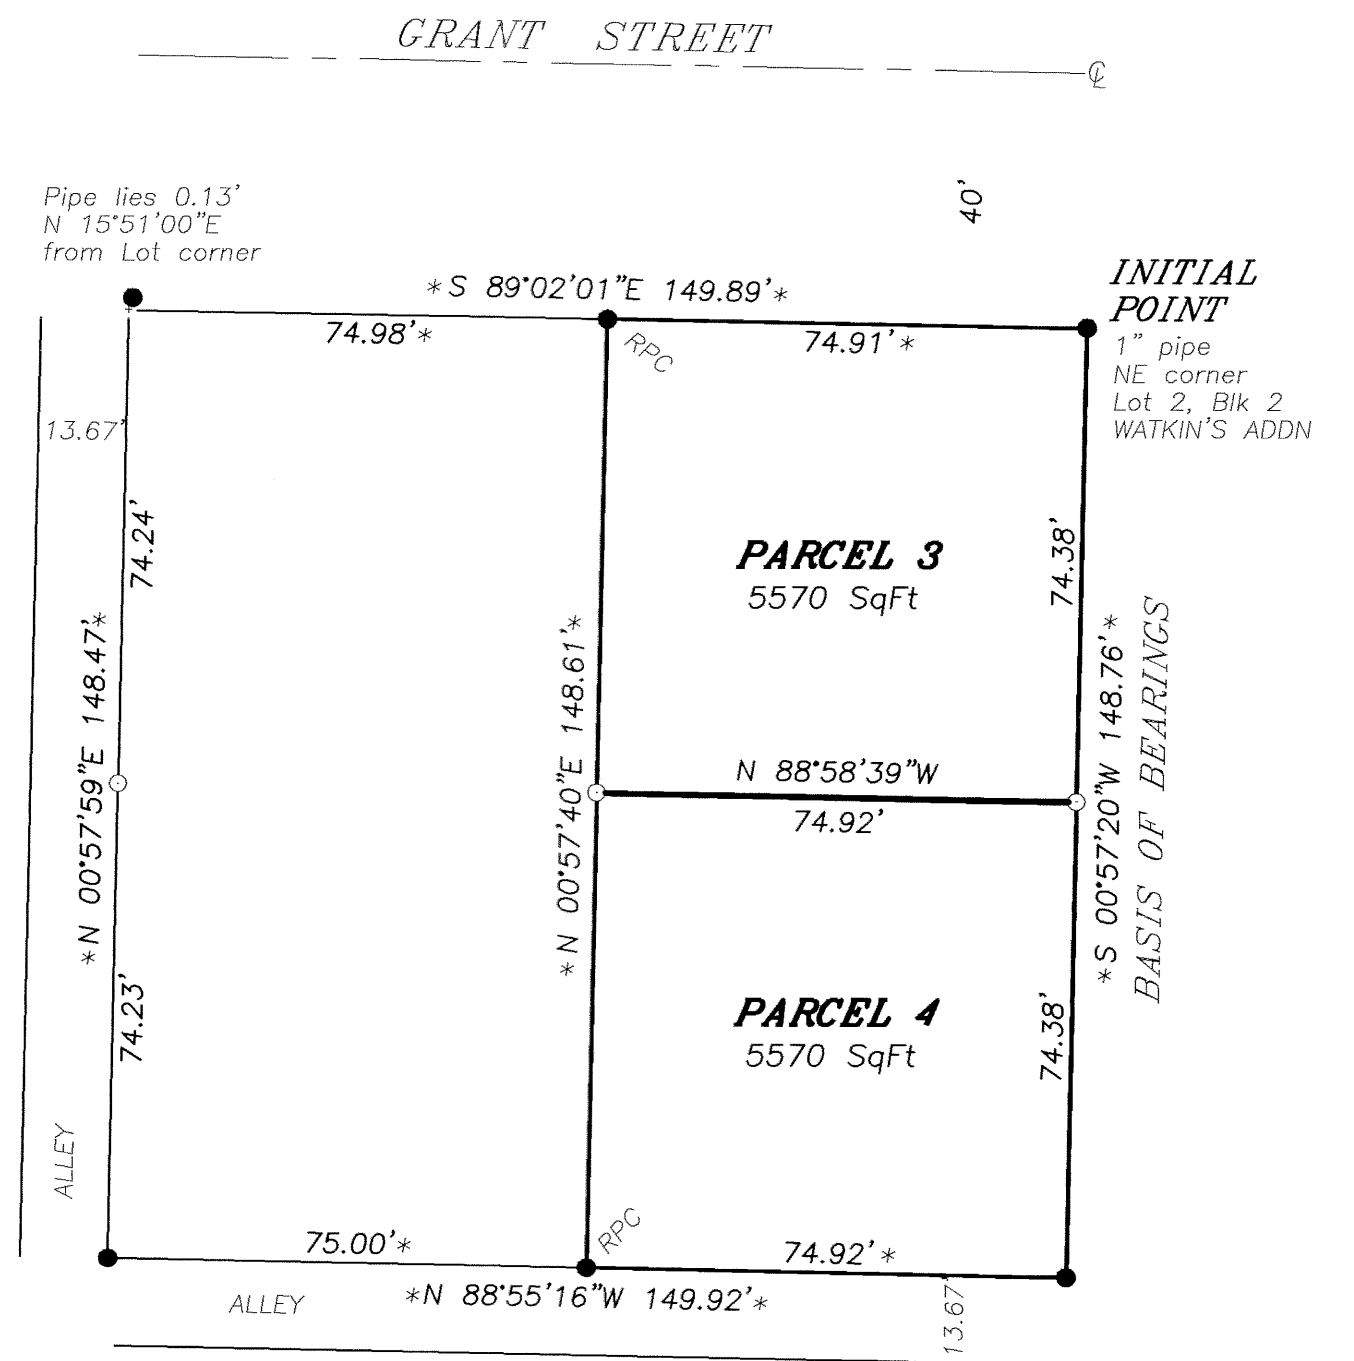 GRANT STREET
℄
40'
Pipe lies 0.13'
N 15°51'00"E
from Lot corner
*S 89°02'01"E 149.89'*
INITIAL
POINT
1" pipe
NE corner
Lot 2, Blk 2
WATKIN'S ADDN
74.98'*
RPC
74.91'*
13.67'
74.24'
PARCEL 3
5570 SqFt
74.38'
*N 00°57'59"E 148.47'*
*N 00°57'40"E 148.61'*
*S 00°57'20"W 148.76'*
BASIS OF BEARINGS
N 88°58'39"W
74.92'
74.23'
PARCEL 4
5570 SqFt
74.38'
ALLEY
75.00'*
RPC
74.92'*
ALLEY
*N 88°55'16"W 149.92'*
13.67'